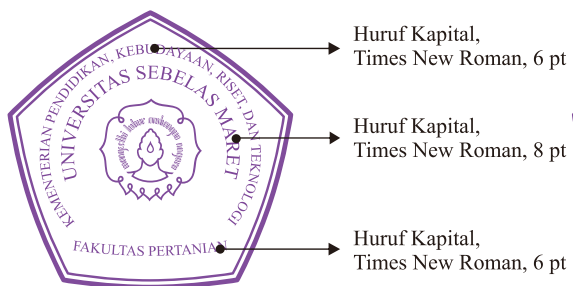 KEMENTERIAN PENDIDIKAN, KEBUDAYAAN, RISET, DAN TEKNOLOGI
UNIVERSITAS SEBELAS MARET
FAKULTAS PERTANIAN
Huruf Kapital,
Times New Roman, 6 pt
Huruf Kapital,
Times New Roman, 8 pt
Huruf Kapital,
Times New Roman, 6 pt